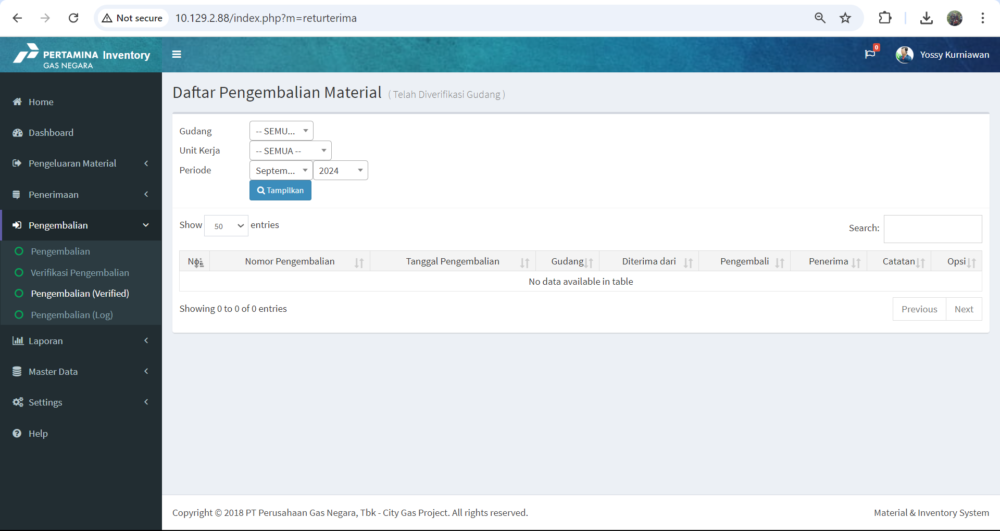 Not secure 10.129.2.88/index.php?m=returterima
PERTAMINA Inventory
GAS NEGARA
0
Yossy Kurniawan
Home
Dashboard
Pengeluaran Material
Penerimaan
Pengembalian
Pengembalian
Verifikasi Pengembalian
Pengembalian (Verified)
Pengembalian (Log)
Laporan
Master Data
Settings
Help
Daftar Pengembalian Material ( Telah Diverifikasi Gudang )
Gudang -- SEMU...
Unit Kerja -- SEMUA --
Periode Septem... 2024
Tampilkan
Show 50 entries
Search:
No Nomor Pengembalian Tanggal Pengembalian Gudang Diterima dari Pengembali Penerima Catatan Opsi
No data available in table
Showing 0 to 0 of 0 entries
Previous Next
Copyright © 2018 PT Perusahaan Gas Negara, Tbk - City Gas Project. All rights reserved.
Material & Inventory System